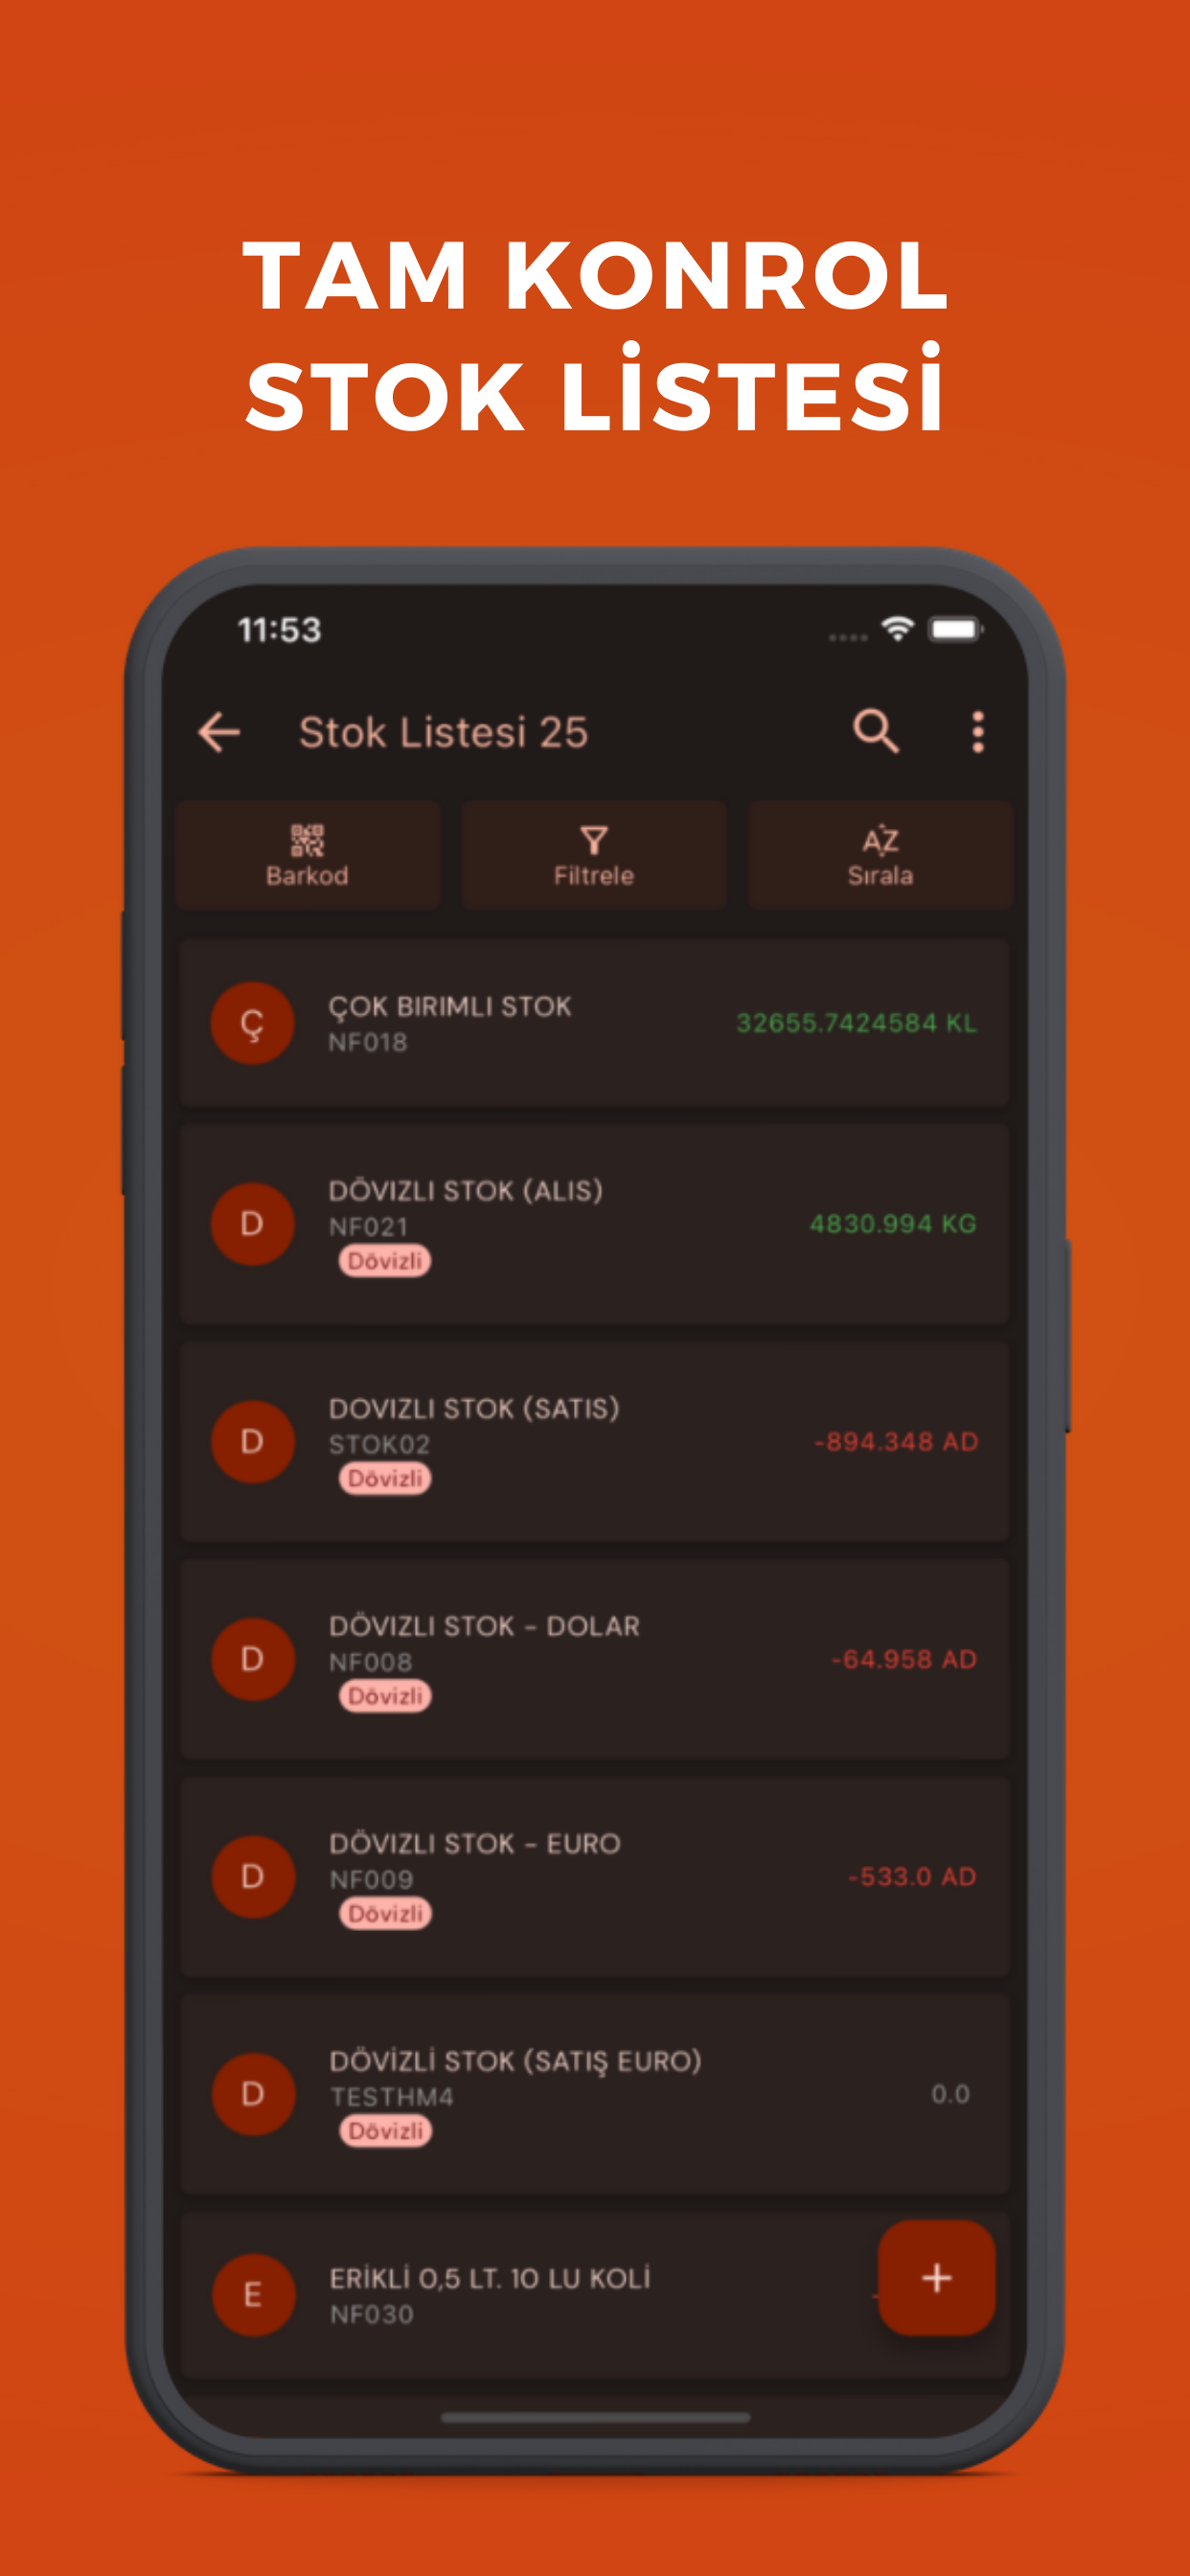 TAM KONROL
STOK LİSTESİ
11:53
Stok Listesi 25
Barkod
Filtrele
AZ
Sırala
Ç
ÇOK BIRIMLI STOK
NF018
32655.7424584 KL
D
DÖVIZLI STOK (ALIS)
NF021
Dövizli
4830.994 KG
D
DOVIZLI STOK (SATIS)
STOK02
Dövizli
-894.348 AD
D
DÖVIZLI STOK - DOLAR
NF008
Dövizli
-64.958 AD
D
DÖVIZLI STOK - EURO
NF009
Dövizli
-533.0 AD
D
DÖVİZLİ STOK (SATIŞ EURO)
TESTHM4
Dövizli
0.0
E
ERİKLİ 0,5 LT. 10 LU KOLİ
NF030
-
+